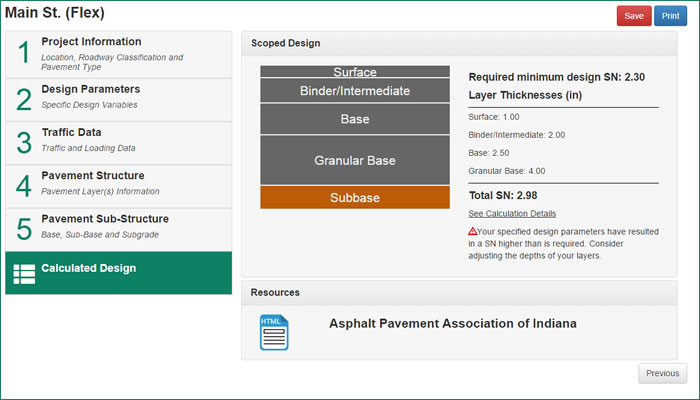 Main St. (Flex)
Save
Print
1
Project Information
Location, Roadway Classification and
Pavement Type
2
Design Parameters
Specific Design Variables
3
Traffic Data
Traffic and Loading Data
4
Pavement Structure
Pavement Layer(s) Information
5
Pavement Sub-Structure
Base, Sub-Base and Subgrade
Calculated Design
Scoped Design
Surface
Binder/Intermediate
Base
Granular Base
Subbase
Required minimum design SN: 2.30
Layer Thicknesses (in)
Surface: 1.00
Binder/Intermediate: 2.00
Base: 2.50
Granular Base: 4.00
Total SN: 2.98
See Calculation Details
Your specified design parameters have resulted
in a SN higher than is required. Consider
adjusting the depths of your layers.
Resources
HTML
Asphalt Pavement Association of Indiana
Previous